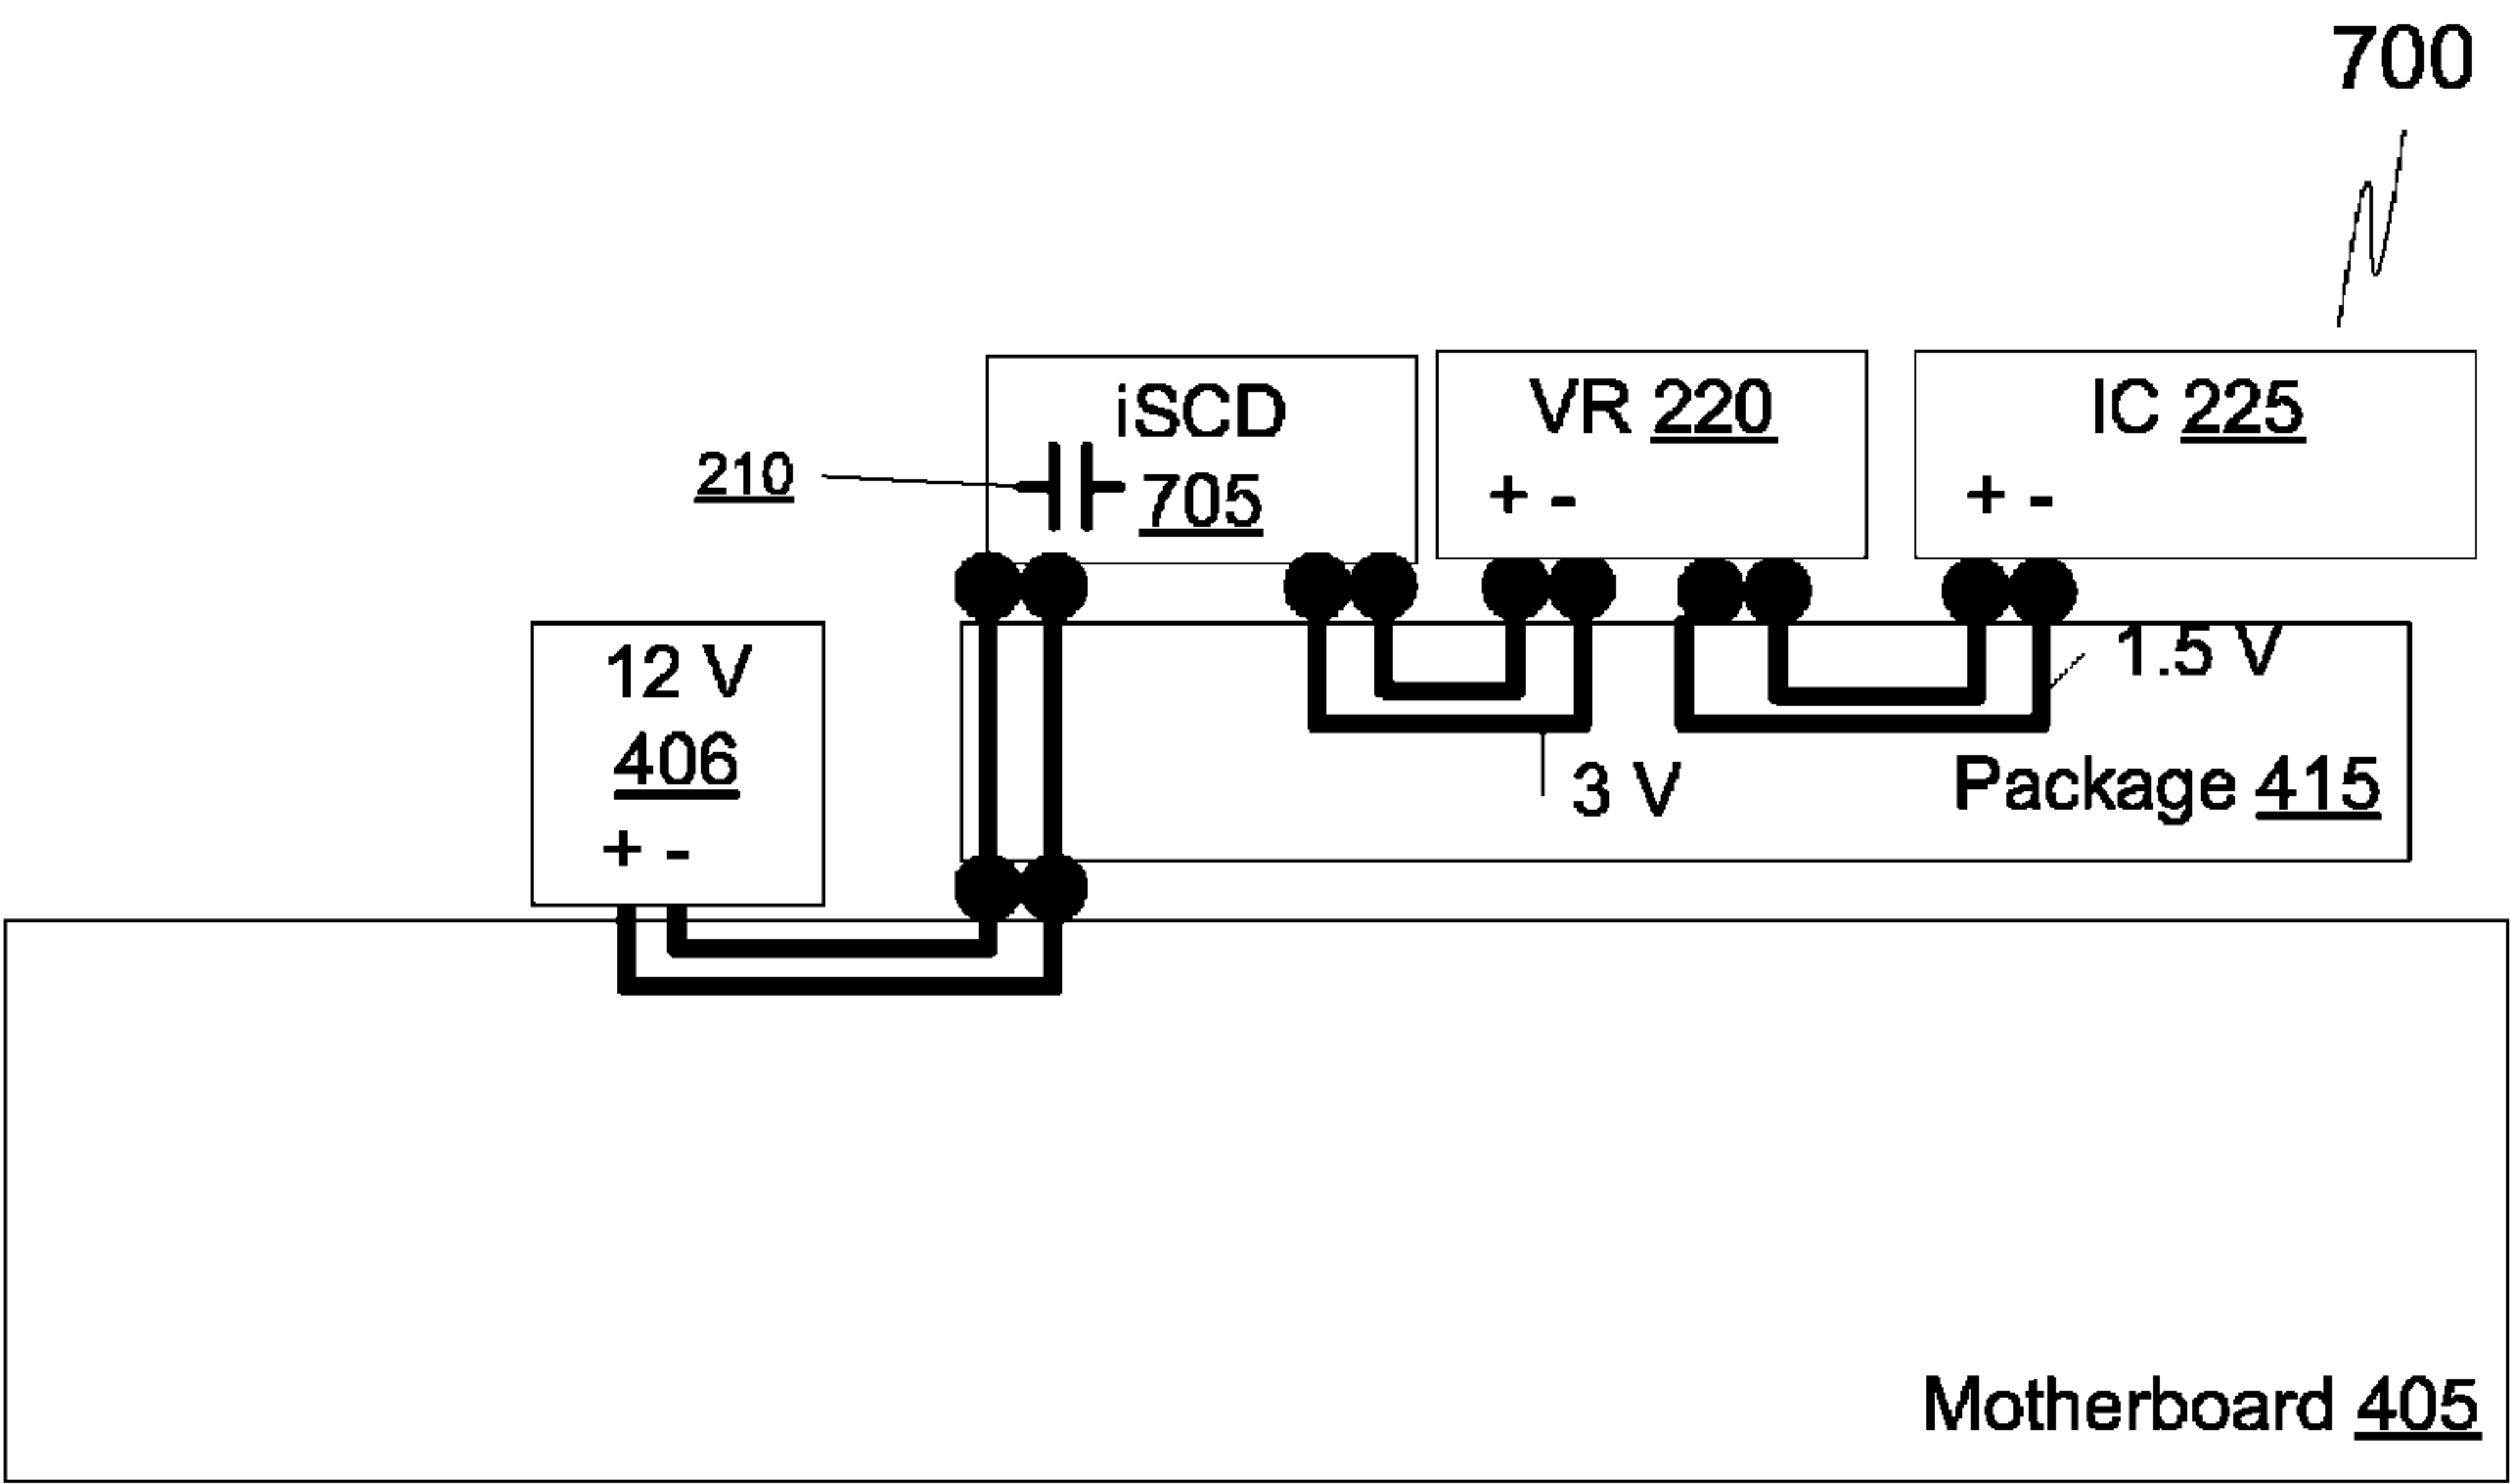 700
iSCD
705
210
VR 220
+ -
IC 225
+ -
12 V
406
+ -
1.5 V
3 V
Package 415
Motherboard 405